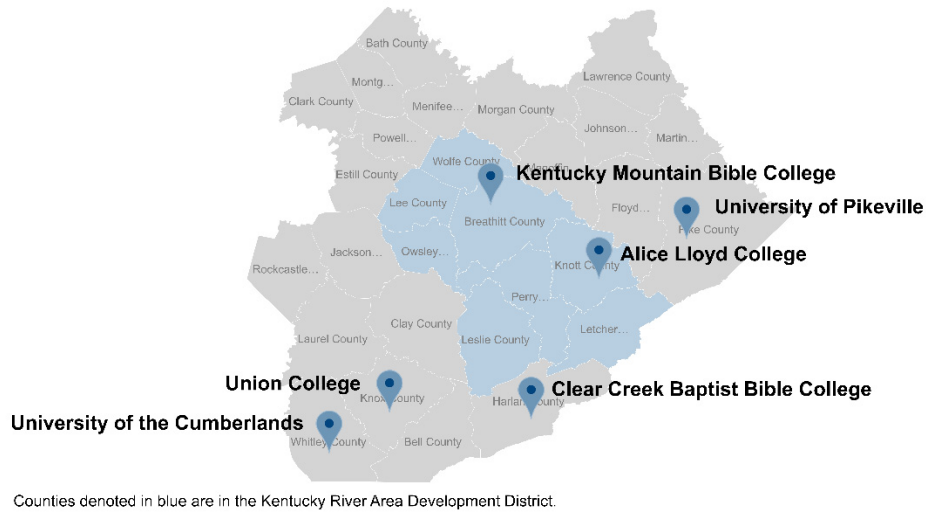 Bath County
Lawrence County
Montg...
Clark County
Menifee...
Morgan County
Johnson...
Martin...
Powell...
Wolfe County
Estill County
Kentucky Mountain Bible College
Lee County
Floyd...
University of Pikeville
Breathitt County
Pike County
Jackson...
Owsley...
Alice Lloyd College
Rockcastle...
Knott County
Perry...
Clay County
Letcher...
Laurel County
Leslie County
Union College
Clear Creek Baptist Bible College
Knox County
Harlan County
University of the Cumberlands
Whitley County
Bell County
Counties denoted in blue are in the Kentucky River Area Development District.